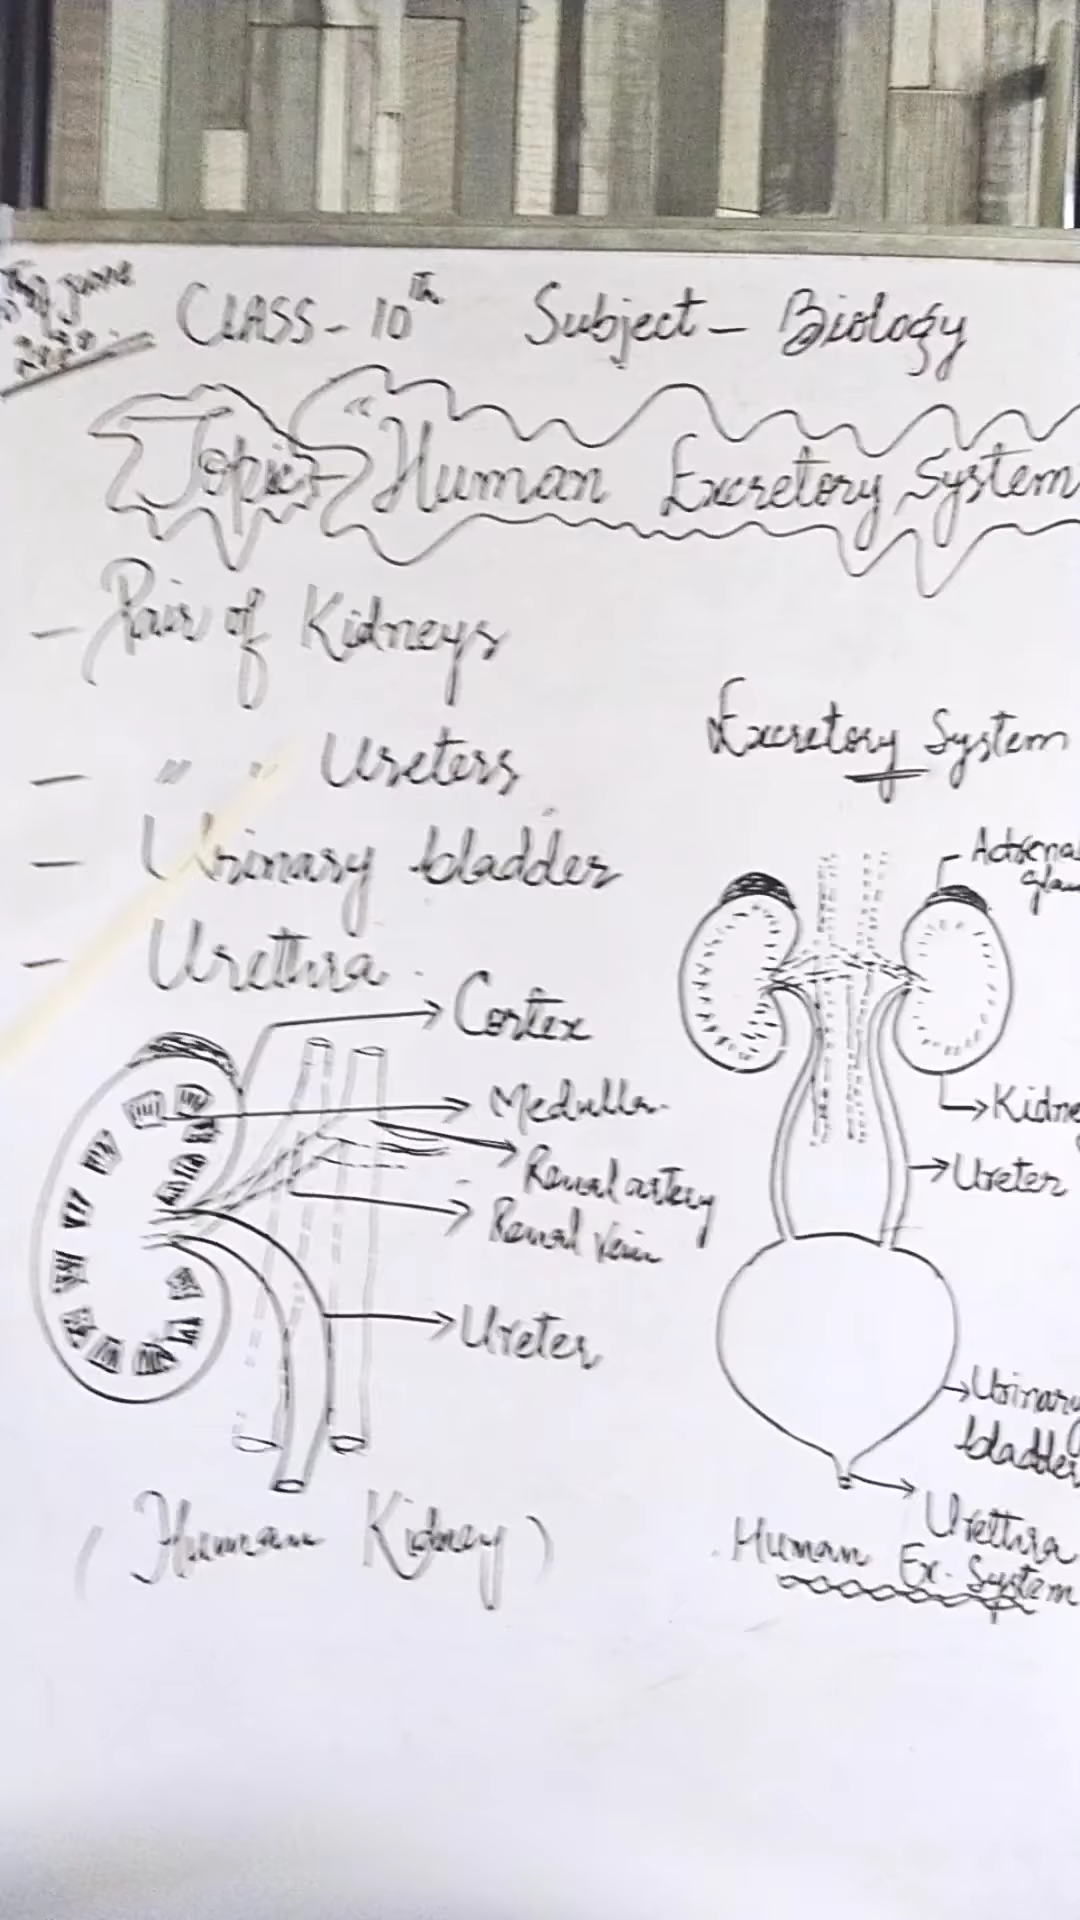 June
CLASS - 10th Subject - Biology
Topic - "Human Excretory System
- Pair of Kidneys
- " " Ureters
- Urinary bladder
- Urethra
Cortex
Medulla
Renal artery
Renal vein
Ureter
(Human Kidney)
Excretory System
Adrenal
Ureter
Urinary
bladder
Urethra
Human Ex. System